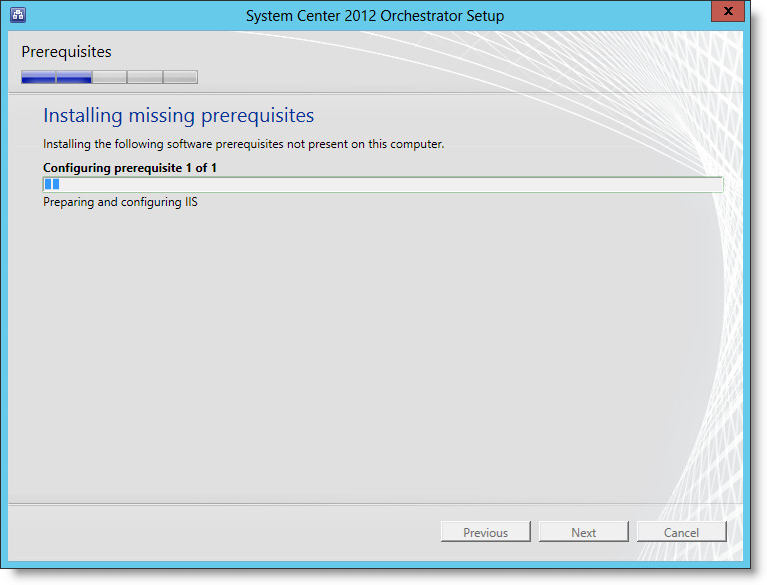 System Center 2012 Orchestrator Setup
x
Prerequisites
Installing missing prerequisites
Installing the following software prerequisites not present on this computer.
Configuring prerequisite 1 of 1
Preparing and configuring IIS
Previous
Next
Cancel